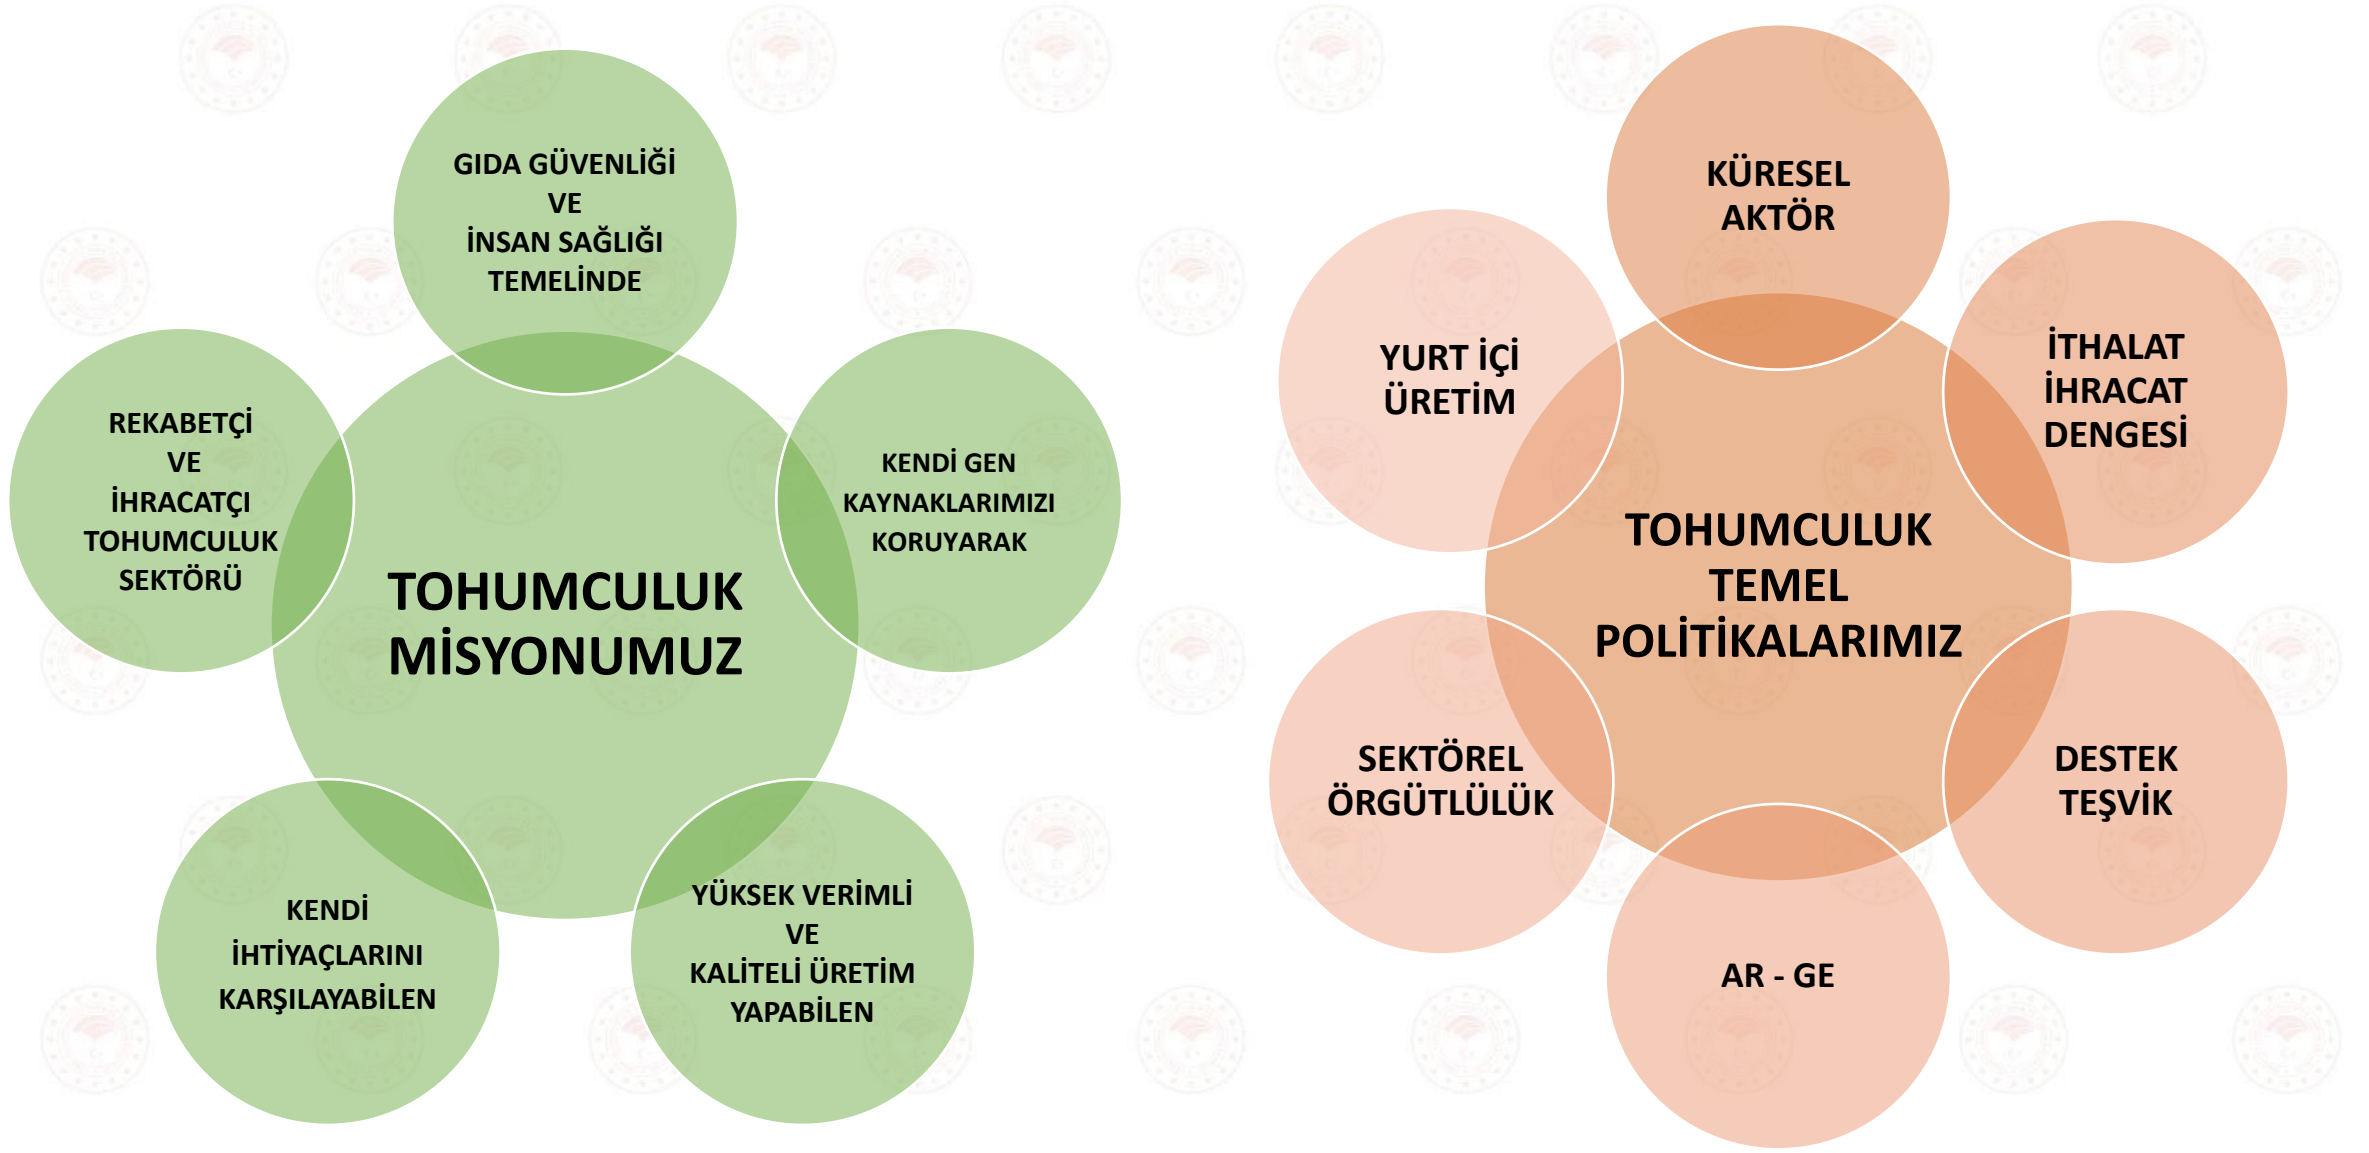 GIDA GÜVENLİĞİ
VE
İNSAN SAĞLIĞI
TEMELİNDE
KENDİ GEN
KAYNAKLARIMIZI
KORUYARAK
YÜKSEK VERİMLİ
VE
KALİTELİ ÜRETİM
YAPABİLEN
KENDİ
İHTİYAÇLARINI
KARŞILAYABİLEN
REKABETÇİ
VE
İHRACATÇI
TOHUMCULUK
SEKTÖRÜ
TOHUMCULUK
MİSYONUMUZ
KÜRESEL
AKTÖR
İTHALAT
İHRACAT
DENGESİ
DESTEK
TEŞVİK
AR - GE
SEKTÖREL
ÖRGÜTLÜLÜK
YURT İÇİ
ÜRETİM
TOHUMCULUK
TEMEL
POLİTİKALARIMIZ